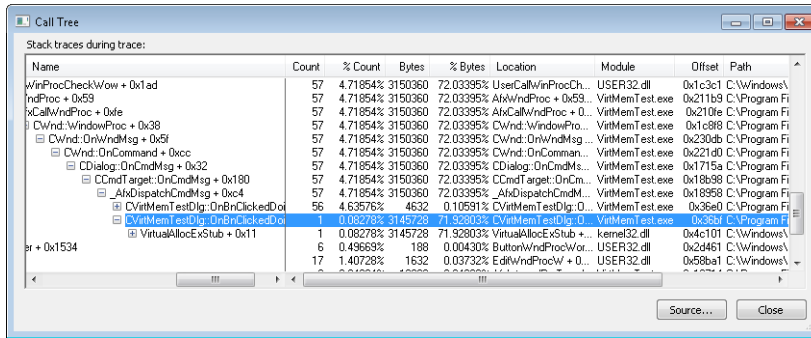 Call Tree
Stack traces during trace:
Name Count % Count Bytes % Bytes Location Module Offset Path
WinProcCheckWow + 0x1ad 57 4.71854% 3150360 72.03395% UserCallWinProcCh... USER32.dll 0x1c3c1 C:\Windows\
ndProc + 0x59 57 4.71854% 3150360 72.03395% AfxWndProc + 0x59... VirtMemTest.exe 0x211b9 C:\Program Fi
xCallWndProc + 0xfe 57 4.71854% 3150360 72.03395% AfxCallWndProc + 0... VirtMemTest.exe 0x210fe C:\Program Fi
CWnd::WindowProc + 0x38 57 4.71854% 3150360 72.03395% CWnd::WindowPro... VirtMemTest.exe 0x1c8f8 C:\Program Fi
CWnd::OnWndMsg + 0x5f 57 4.71854% 3150360 72.03395% CWnd::OnWndMsg ... VirtMemTest.exe 0x230db C:\Program Fi
CWnd::OnCommand + 0xcc 57 4.71854% 3150360 72.03395% CWnd::OnComman... VirtMemTest.exe 0x221d0 C:\Program Fi
CDialog::OnCmdMsg + 0x32 57 4.71854% 3150360 72.03395% CDialog::OnCmdMs... VirtMemTest.exe 0x1715a C:\Program Fi
CCmdTarget::OnCmdMsg + 0x180 57 4.71854% 3150360 72.03395% CCmdTarget::OnCm... VirtMemTest.exe 0x18b98 C:\Program Fi
_AfxDispatchCmdMsg + 0xc4 57 4.71854% 3150360 72.03395% _AfxDispatchCmdM... VirtMemTest.exe 0x18958 C:\Program Fi
CVirtMemTestDlg::OnBnClickedDoi 56 4.63576% 4632 0.10591% CVirtMemTestDlg::O... VirtMemTest.exe 0x36e0 C:\Program Fi
CVirtMemTestDlg::OnBnClickedDoi 1 0.08278% 3145728 71.92803% CVirtMemTestDlg::O... VirtMemTest.exe 0x36bf C:\Program Fi
VirtualAllocExStub + 0x11 1 0.08278% 3145728 71.92803% VirtualAllocExStub +... kernel32.dll 0x4c101 C:\Windows\
er + 0x1534 6 0.49669% 188 0.00430% ButtonWndProcWor... USER32.dll 0x2d461 C:\Windows\
17 1.40728% 1632 0.03732% EditWndProcW + 0... USER32.dll 0x58ba1 C:\Windows\
Source... Close